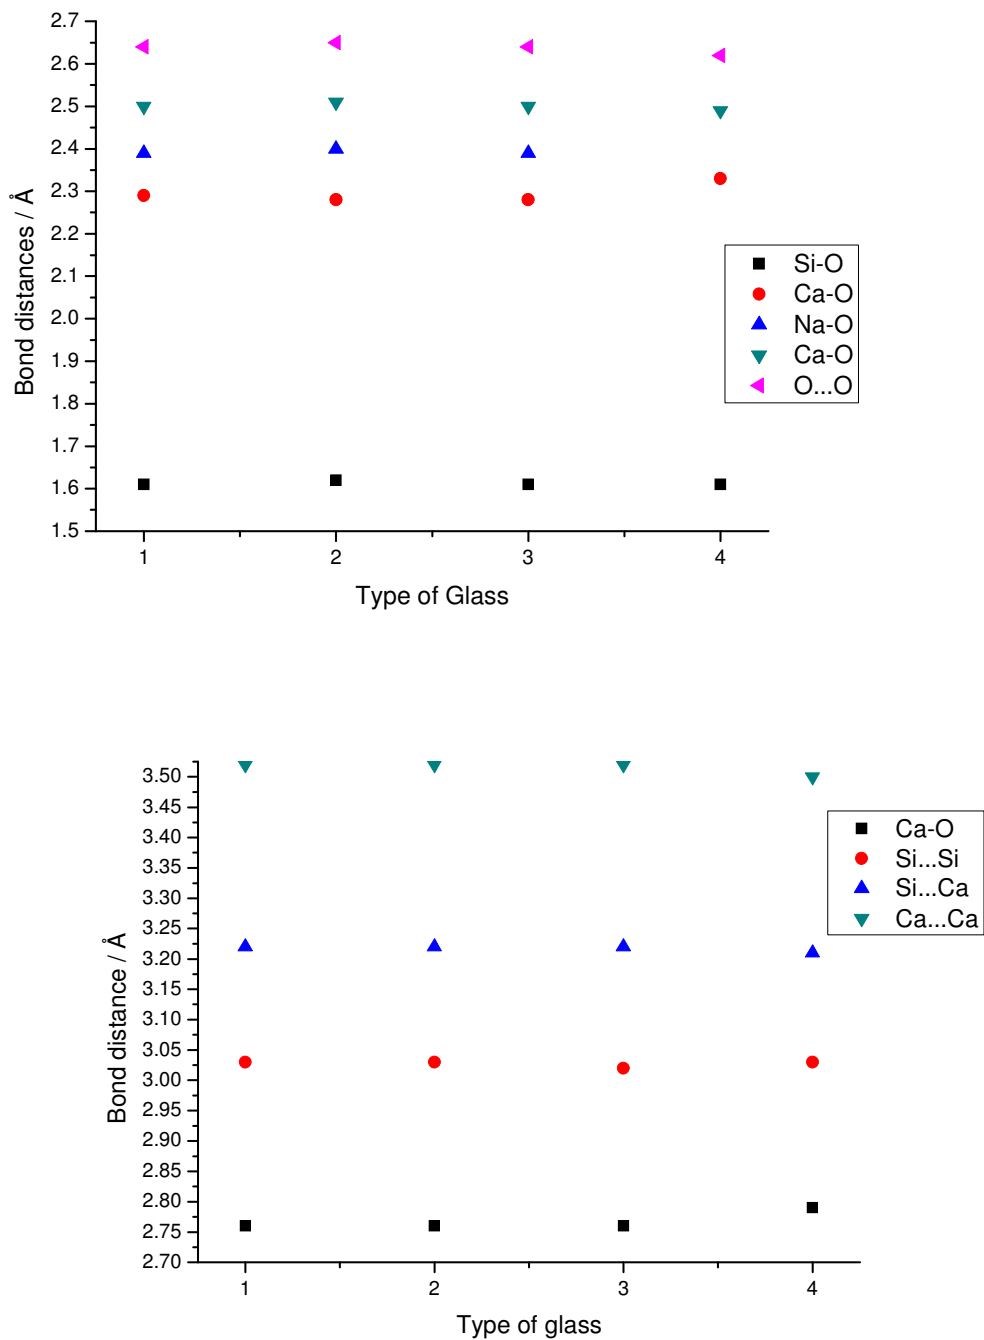 2.7
2.6
2.5
2.4
2.3
2.2
2.1
2.0
1.9
1.8
1.7
1.6
1.5
Bond distances / Å
1 2 3 4
Type of Glass
Si-O
Ca-O
Na-O
Ca-O
O...O
3.50
3.45
3.40
3.35
3.30
3.25
3.20
3.15
3.10
3.05
3.00
2.95
2.90
2.85
2.80
2.75
2.70
Bond distance / Å
1 2 3 4
Type of glass
Ca-O
Si...Si
Si...Ca
Ca...Ca